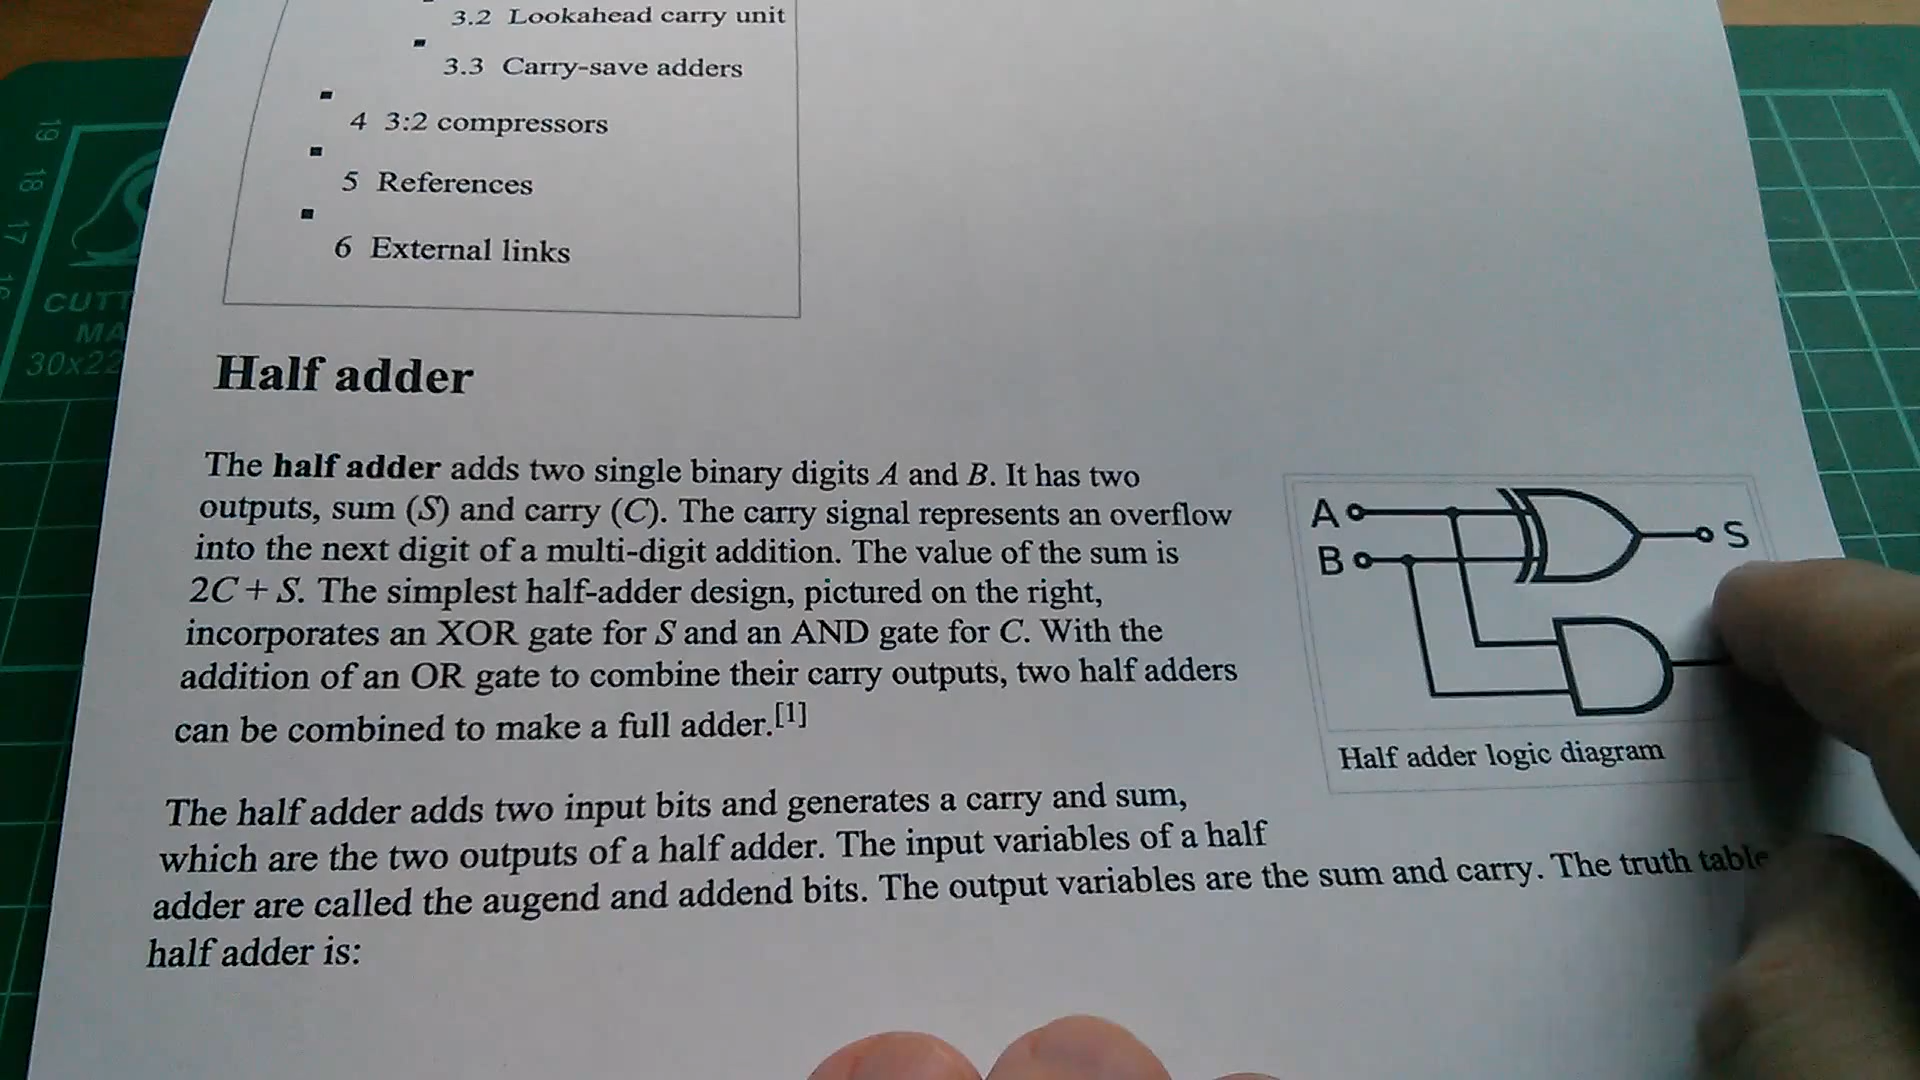 3.2 Lookahead carry unit
3.3 Carry-save adders
4 3:2 compressors
5 References
6 External links
Half adder
The half adder adds two single binary digits A and B. It has two
outputs, sum (S) and carry (C). The carry signal represents an overflow
into the next digit of a multi-digit addition. The value of the sum is
2C + S. The simplest half-adder design, pictured on the right,
incorporates an XOR gate for S and an AND gate for C. With the
addition of an OR gate to combine their carry outputs, two half adders
can be combined to make a full adder.[1]
A
S
B
Half adder logic diagram
The half adder adds two input bits and generates a carry and sum,
which are the two outputs of a half adder. The input variables of a half
adder are called the augend and addend bits. The output variables are the sum and carry. The truth table
half adder is:
19
18
17
CUTT
MA
30x22